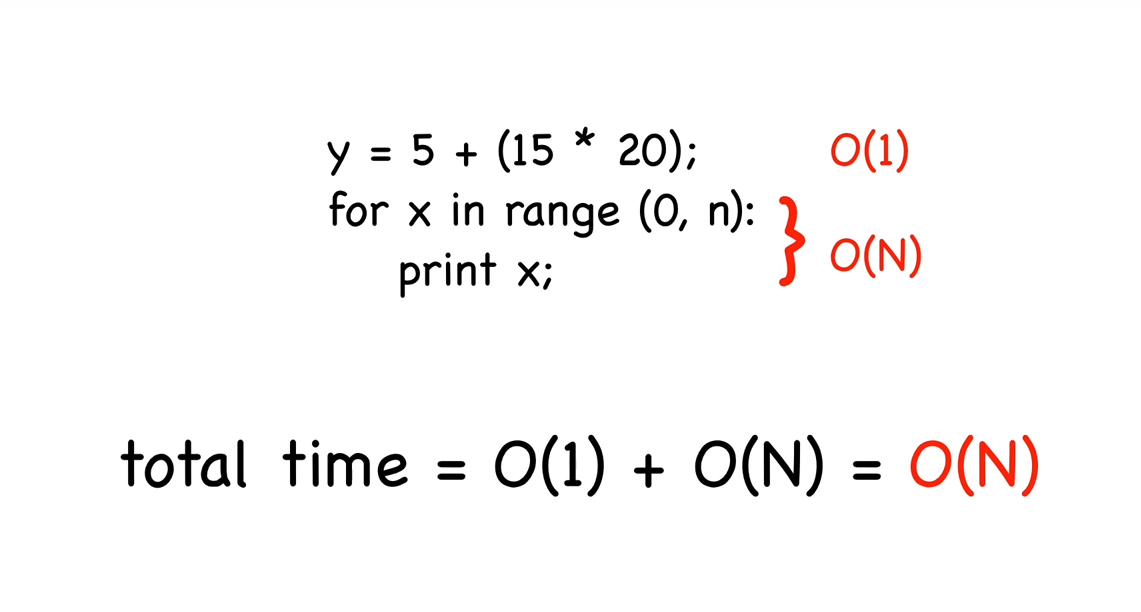 y = 5 + (15 * 20); O(1)
for x in range (0, n):
print x; } O(N)
total time = O(1) + O(N) = O(N)